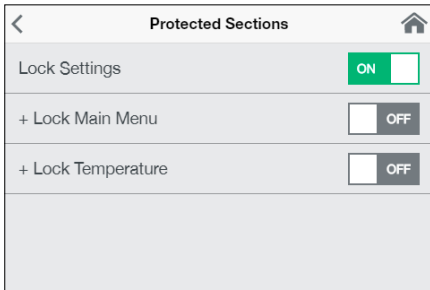 Protected Sections
Lock Settings ON
+ Lock Main Menu OFF
+ Lock Temperature OFF